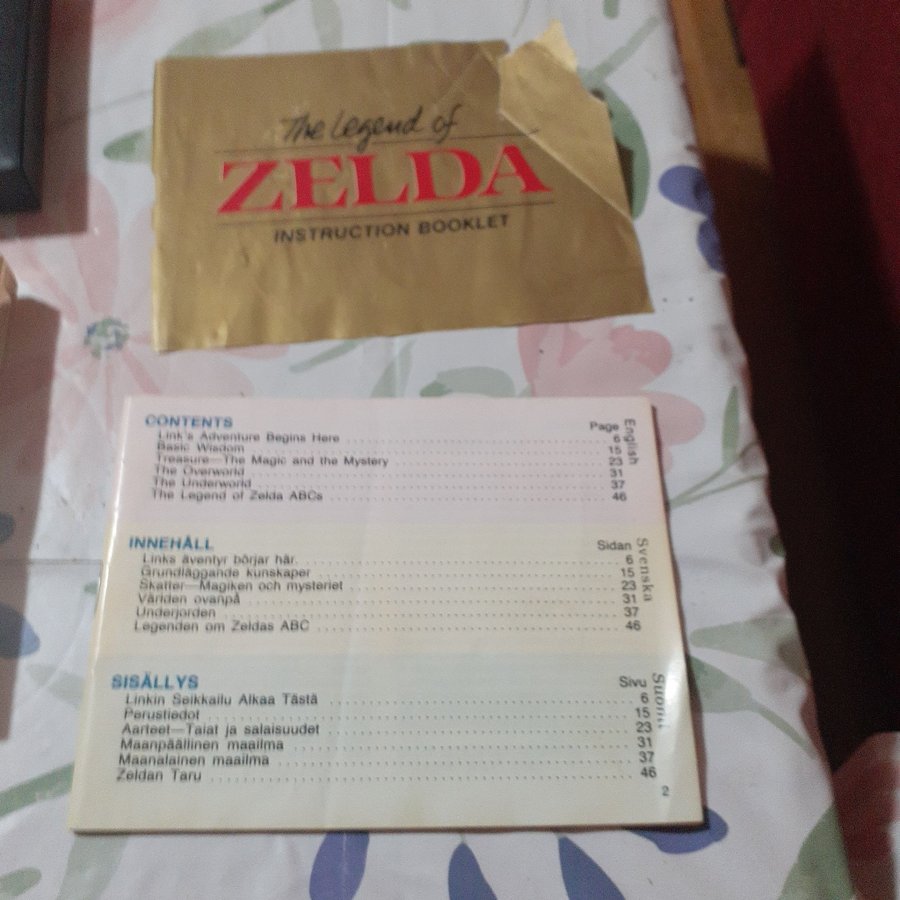 The Legend of
ZELDA
INSTRUCTION BOOKLET
CONTENTS Page English
Link's Adventure Begins Here 6
Basic Wisdom 15
Treasure—The Magic and the Mystery 23
The Overworld 31
The Underworld 37
The Legend of Zelda ABCs 46
INNEHÅLL Sidan Svenska
Links äventyr börjar här. 6
Grundläggande kunskaper 15
Skatter—Magiken och mysteriet 23
Världen ovanpå 31
Underjorden 37
Legenden om Zeldas ABC 46
SISÄLLYS Sivu Suomi
Linkin Seikkailu Alkaa Tästä 6
Perustiedot 15
Aarteet—Taiat ja salaisuudet 23
Maanpäällinen maailma 31
Maanalainen maailma 37
Zeldan Taru 46
2